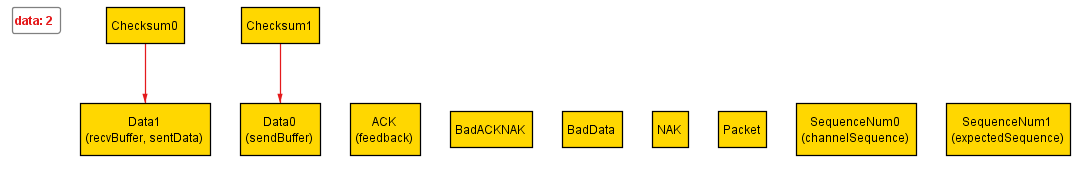 data: 2
Checksum0
Checksum1
Data1
(recvBuffer, sentData)
Data0
(sendBuffer)
ACK
(feedback)
BadACKNAK
BadData
NAK
Packet
SequenceNum0
(channelSequence)
SequenceNum1
(expectedSequence)